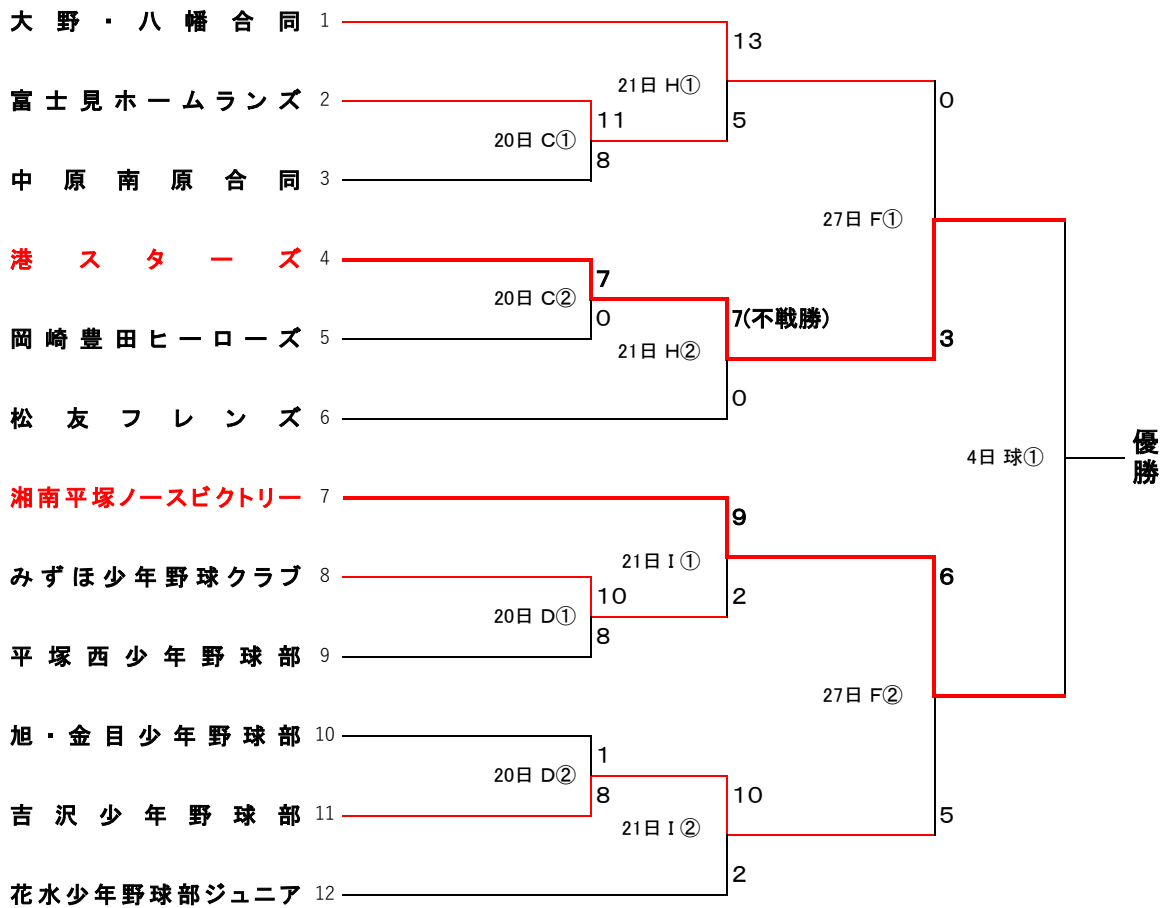 大野・八幡合同 1
13
21日 H①
富士見ホームランズ 2
0
11
5
20日 C①
8
中原南原合同 3
27日 F①
港スターズ 4
7
20日 C②
0
7(不戦勝)
岡崎豊田ヒーローズ 5
3
21日 H②
0
松友フレンズ 6
優勝
4日 球①
湘南平塚ノースビクトリー 7
9
21日 I①
みずほ少年野球クラブ 8
6
10
2
20日 D①
8
平塚西少年野球部 9
27日 F②
旭・金目少年野球部 10
1
20日 D②
8
10
吉沢少年野球部 11
5
21日 I②
2
花水少年野球部ジュニア 12